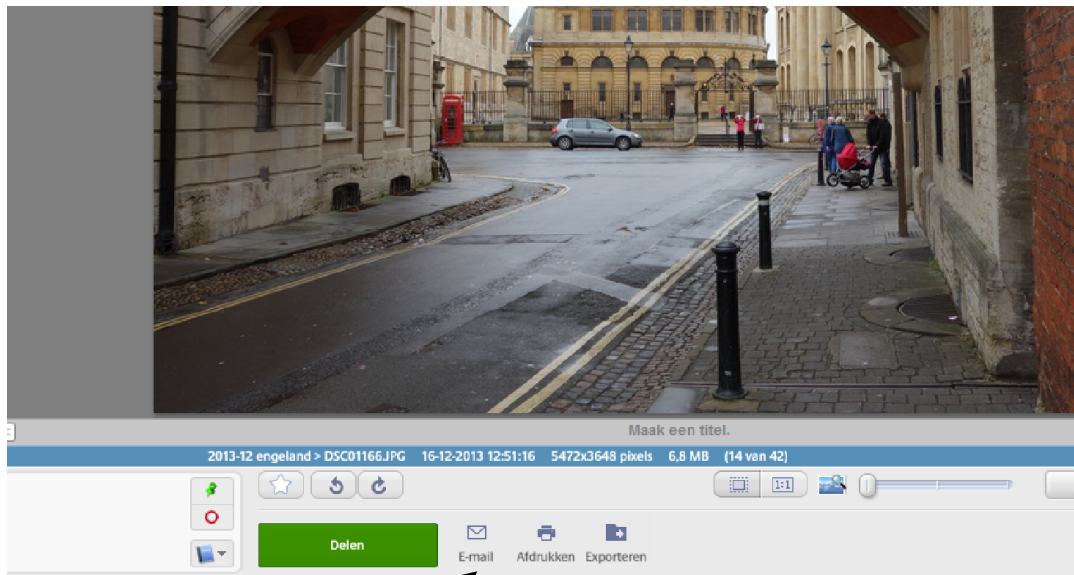 Maak een titel.
2013-12 engeland > DSC01166.JPG 16-12-2013 12:51:16 5472x3648 pixels 6,8 MB (14 van 42)
1:1
Delen
E-mail Afdrukken Exporteren